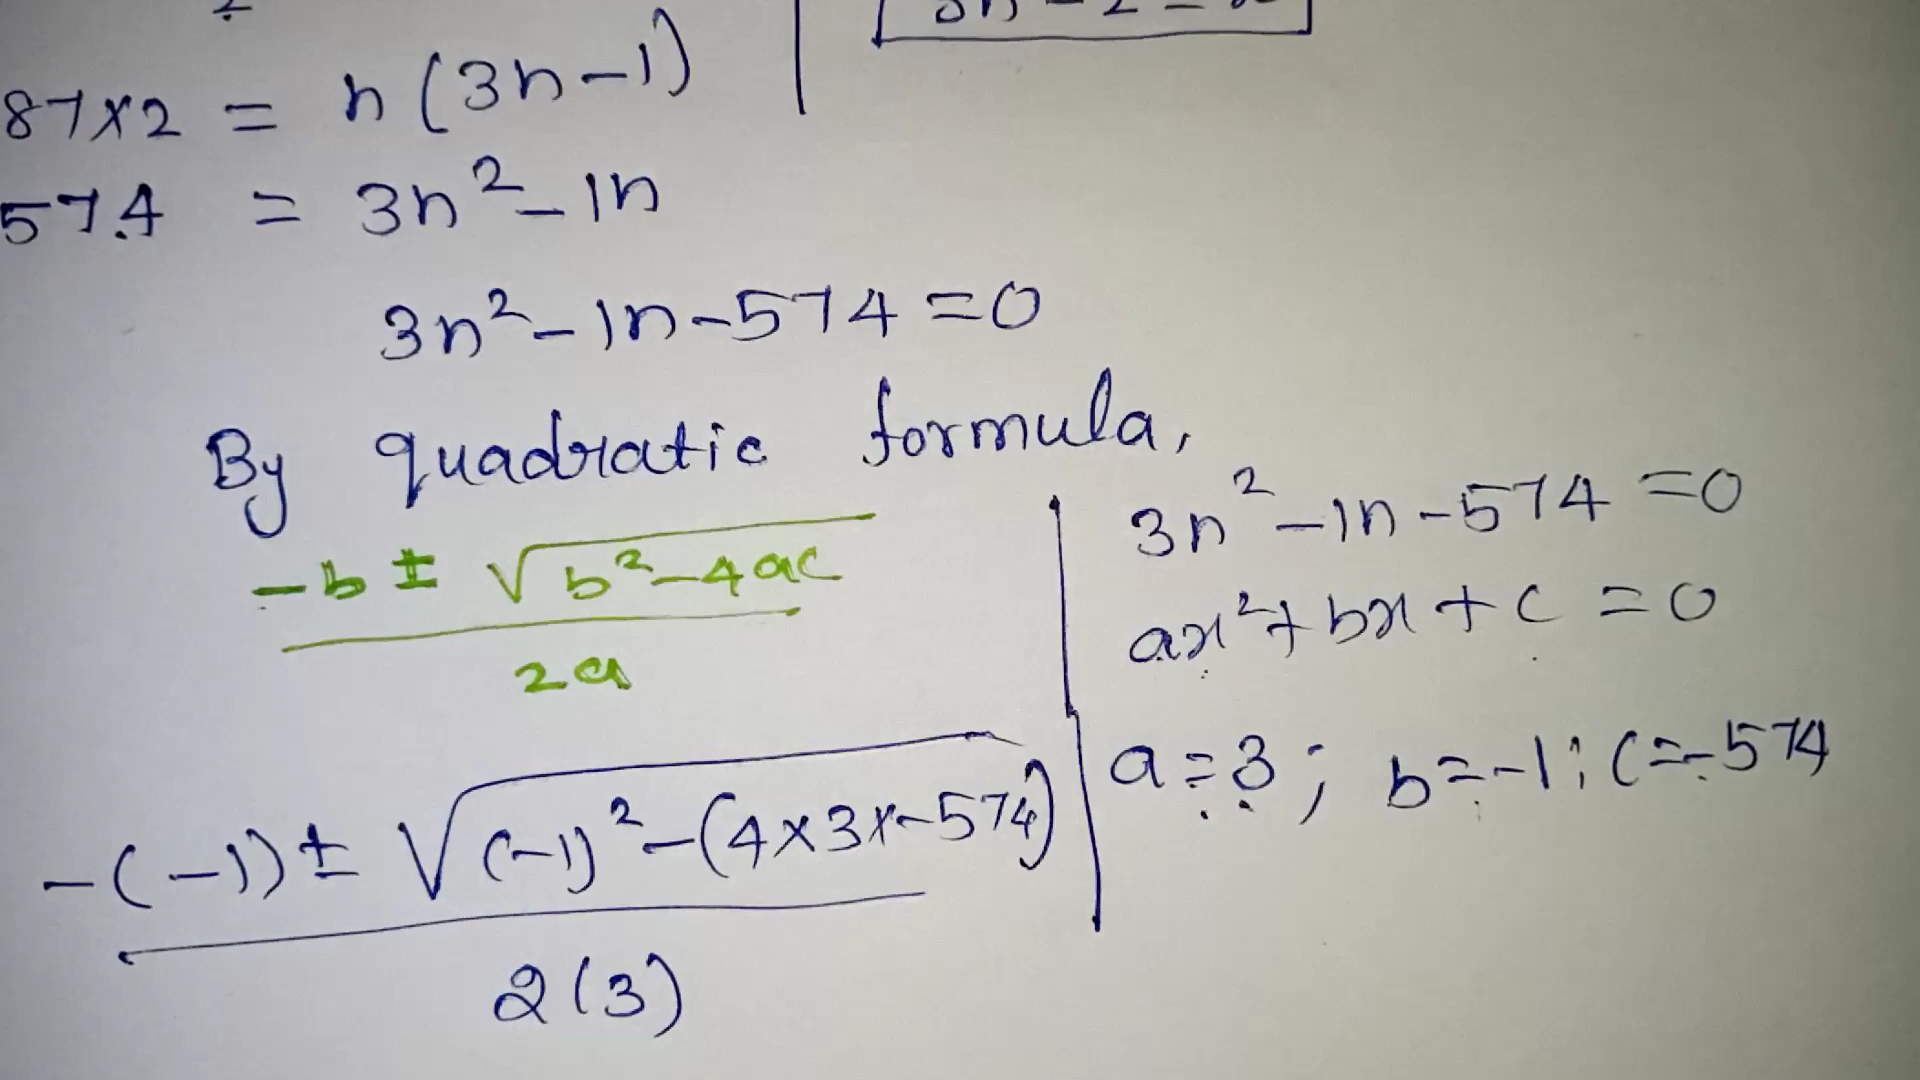 87×2 = n(3n-1)
574 = 3n²-1n
3n²-1n-574=0
By quadratic formula,
-b ± √b²-4ac
2a
3n²-1n-574=0
ax²+bx+c=0
a=3; b=-1; c=-574
-(-1) ± √(-1)²-(4×3×-574)
2(3)